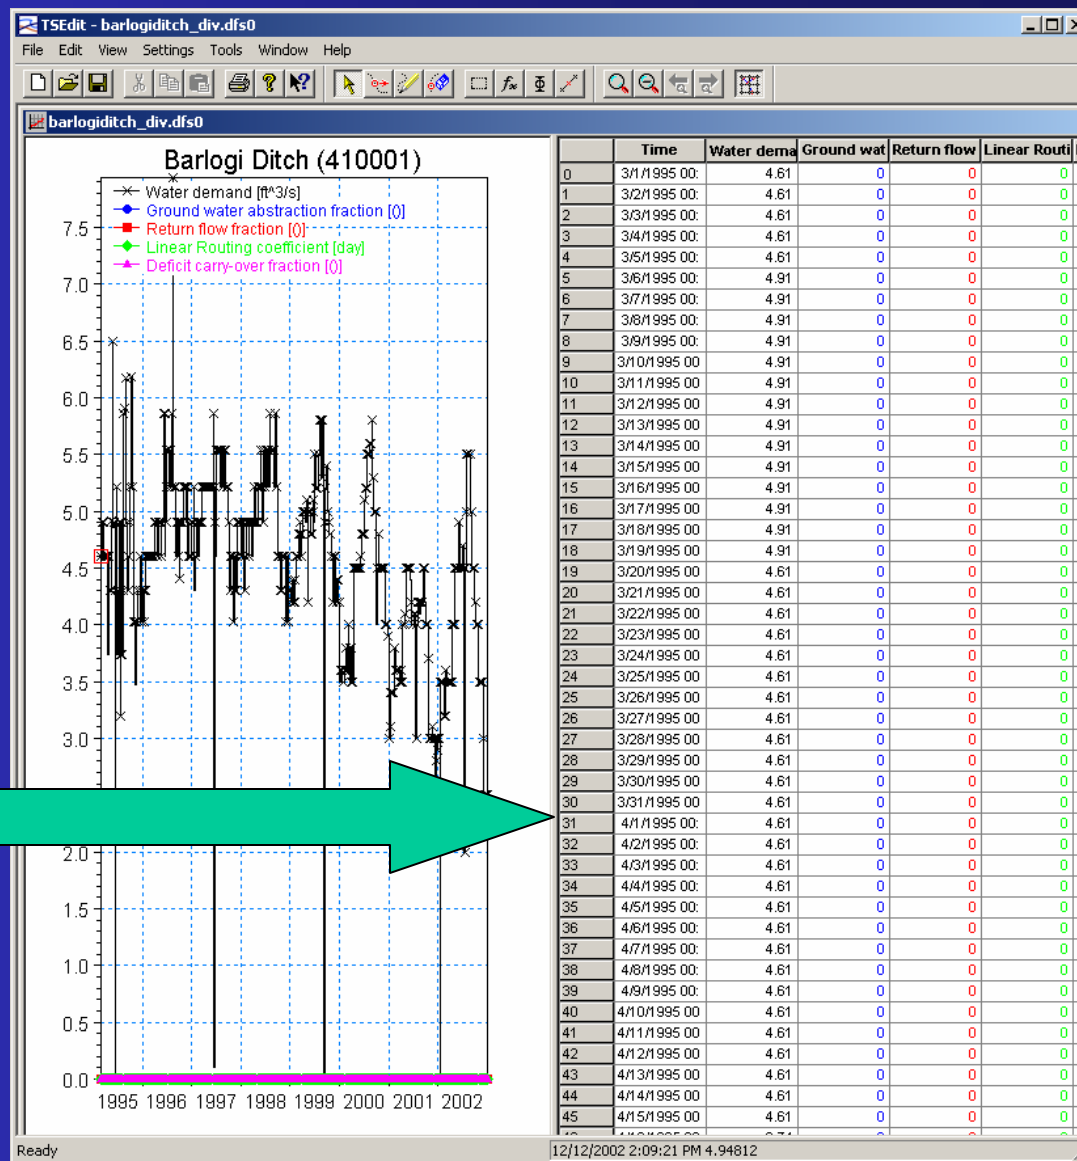 TSEdit - barlogiditch_div.dfs0
File Edit View Settings Tools Window Help
barlogiditch_div.dfs0
Barlogi Ditch (410001)
Water demand [ft^3/s]
Ground water abstraction fraction [()]
Return flow fraction [()]
Linear Routing coefficient [day]
Deficit carry-over fraction [()]
7.5
7.0
6.5
6.0
5.5
5.0
4.5
4.0
3.5
3.0
2.0
1.5
1.0
0.5
0.0
1995 1996 1997 1998 1999 2000 2001 2002
Time Water dema Ground wat Return flow Linear Routi
0 3/1/1995 00: 4.61 0 0 0
1 3/2/1995 00: 4.61 0 0 0
2 3/3/1995 00: 4.61 0 0 0
3 3/4/1995 00: 4.61 0 0 0
4 3/5/1995 00: 4.61 0 0 0
5 3/6/1995 00: 4.91 0 0 0
6 3/7/1995 00: 4.91 0 0 0
7 3/8/1995 00: 4.91 0 0 0
8 3/9/1995 00: 4.91 0 0 0
9 3/10/1995 00 4.91 0 0 0
10 3/11/1995 00 4.91 0 0 0
11 3/12/1995 00 4.91 0 0 0
12 3/13/1995 00 4.91 0 0 0
13 3/14/1995 00 4.91 0 0 0
14 3/15/1995 00 4.91 0 0 0
15 3/16/1995 00 4.91 0 0 0
16 3/17/1995 00 4.91 0 0 0
17 3/18/1995 00 4.91 0 0 0
18 3/19/1995 00 4.91 0 0 0
19 3/20/1995 00 4.61 0 0 0
20 3/21/1995 00 4.61 0 0 0
21 3/22/1995 00 4.61 0 0 0
22 3/23/1995 00 4.61 0 0 0
23 3/24/1995 00 4.61 0 0 0
24 3/25/1995 00 4.61 0 0 0
25 3/26/1995 00 4.61 0 0 0
26 3/27/1995 00 4.61 0 0 0
27 3/28/1995 00 4.61 0 0 0
28 3/29/1995 00 4.61 0 0 0
29 3/30/1995 00 4.61 0 0 0
30 3/31/1995 00 4.61 0 0 0
31 4/1/1995 00: 4.61 0 0 0
32 4/2/1995 00: 4.61 0 0 0
33 4/3/1995 00: 4.61 0 0 0
34 4/4/1995 00: 4.61 0 0 0
35 4/5/1995 00: 4.61 0 0 0
36 4/6/1995 00: 4.61 0 0 0
37 4/7/1995 00: 4.61 0 0 0
38 4/8/1995 00: 4.61 0 0 0
39 4/9/1995 00: 4.61 0 0 0
40 4/10/1995 00 4.61 0 0 0
41 4/11/1995 00 4.61 0 0 0
42 4/12/1995 00 4.61 0 0 0
43 4/13/1995 00 4.61 0 0 0
44 4/14/1995 00 4.61 0 0 0
45 4/15/1995 00 4.61 0 0 0
Ready 12/12/2002 2:09:21 PM 4.94812